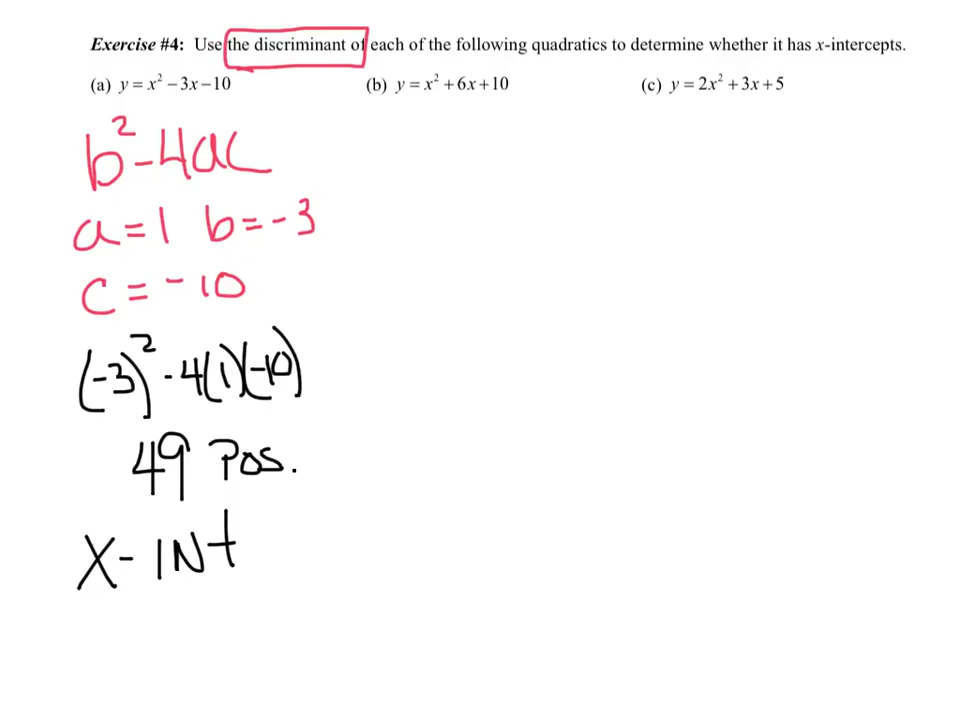 Exercise #4: Use the discriminant of each of the following quadratics to determine whether it has x-intercepts.
(a) y = x² − 3x − 10 (b) y = x² + 6x + 10 (c) y = 2x² + 3x + 5
b² - 4ac
a = 1 b = -3
c = -10
(-3)² - 4(1)(-10)
49 Pos.
X- INt